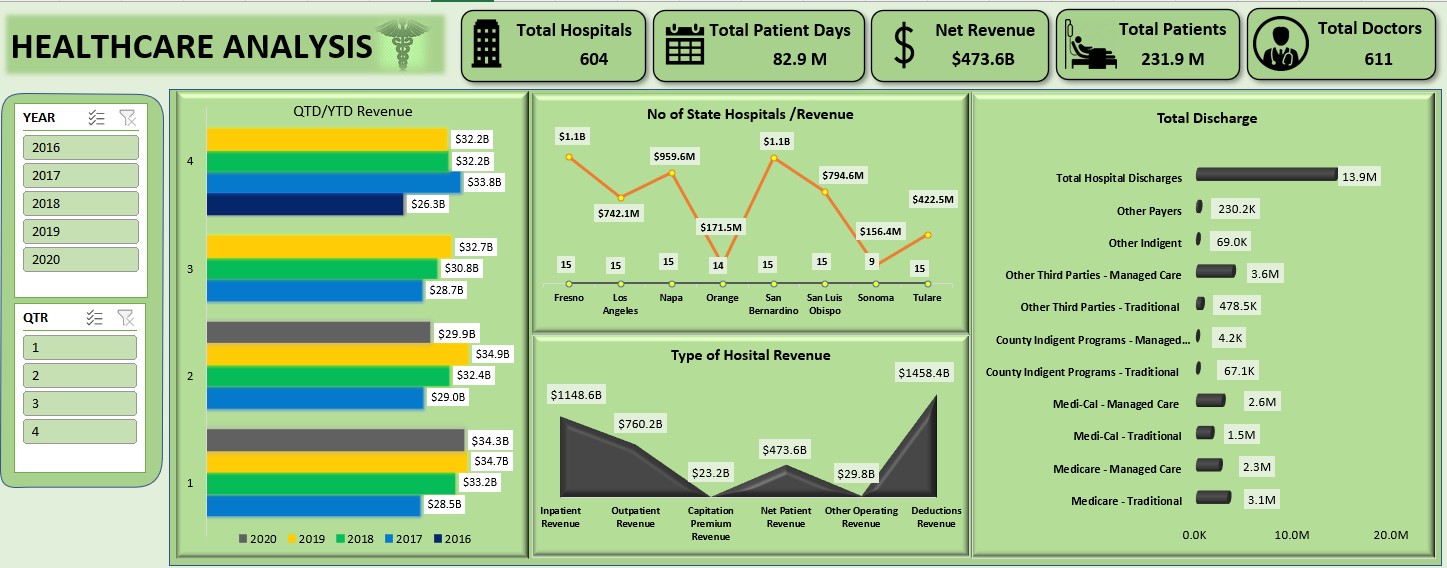 HEALTHCARE ANALYSIS
Total Hospitals
604
Total Patient Days
82.9 M
Net Revenue
$473.6B
Total Patients
231.9 M
Total Doctors
611
YEAR
2016
2017
2018
2019
2020
QTR
1
2
3
4
QTD/YTD Revenue
4
$32.2B
$32.2B
$33.8B
$26.3B
3
$32.7B
$30.8B
$28.7B
2
$29.9B
$34.9B
$32.4B
$29.0B
1
$34.3B
$34.7B
$33.2B
$28.5B
2020 2019 2018 2017 2016
No of State Hospitals /Revenue
$1.1B
$742.1M
$959.6M
$171.5M
$1.1B
$794.6M
$156.4M
$422.5M
15 15 15 14 15 15 9 15
Fresno
Los
Angeles
Napa
Orange
San
Bernardino
San Luis
Obispo
Sonoma
Tulare
Type of Hosital Revenue
$1148.6B
$760.2B
$23.2B
$473.6B
$29.8B
$1458.4B
Inpatient
Revenue
Outpatient
Revenue
Capitation
Premium
Revenue
Net Patient
Revenue
Other Operating
Revenue
Deductions
Revenue
Total Discharge
Total Hospital Discharges 13.9M
Other Payers 230.2K
Other Indigent 69.0K
Other Third Parties - Managed Care 3.6M
Other Third Parties - Traditional 478.5K
County Indigent Programs - Managed... 4.2K
County Indigent Programs - Traditional 67.1K
Medi-Cal - Managed Care 2.6M
Medi-Cal - Traditional 1.5M
Medicare - Managed Care 2.3M
Medicare - Traditional 3.1M
0.0K 10.0M 20.0M